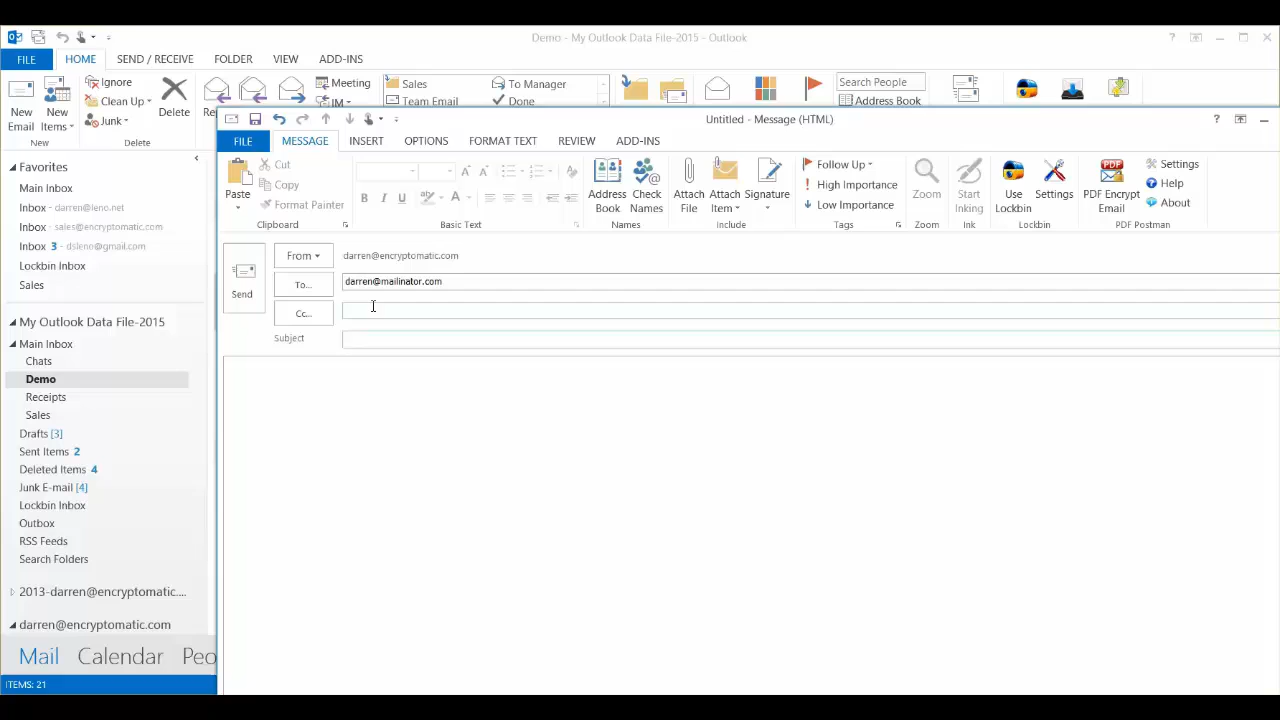 Demo - My Outlook Data File-2015 - Outlook
FILE HOME SEND / RECEIVE FOLDER VIEW ADD-INS
New Email
New Items
New
Ignore
Clean Up
Junk
Delete
Delete
Meeting
IM
Sales
Team Email
To Manager
Done
Search People
Address Book
Untitled - Message (HTML)
FILE MESSAGE INSERT OPTIONS FORMAT TEXT REVIEW ADD-INS
Paste
Cut
Copy
Format Painter
Clipboard
B I U
A
Basic Text
Address Book
Check Names
Names
Attach File
Attach Item
Signature
Include
Follow Up
High Importance
Low Importance
Tags
Zoom
Zoom
Start Inking
Ink
Use Lockbin
Settings
Lockbin
PDF
PDF Encrypt Email
Settings
Help
About
PDF Postman
Send
From
darren@encryptomatic.com
To...
darren@mailinator.com
Cc...
Subject
Favorites
Main Inbox
Inbox - darren@leno.net
Inbox - sales@encryptomatic.com
Inbox 3 - dsleno@gmail.com
Lockbin Inbox
Sales
My Outlook Data File-2015
Main Inbox
Chats
Demo
Receipts
Sales
Drafts [3]
Sent Items 2
Deleted Items 4
Junk E-mail [4]
Lockbin Inbox
Outbox
RSS Feeds
Search Folders
2013-darren@encryptomatic....
darren@encryptomatic.com
Mail Calendar Peo
ITEMS: 21